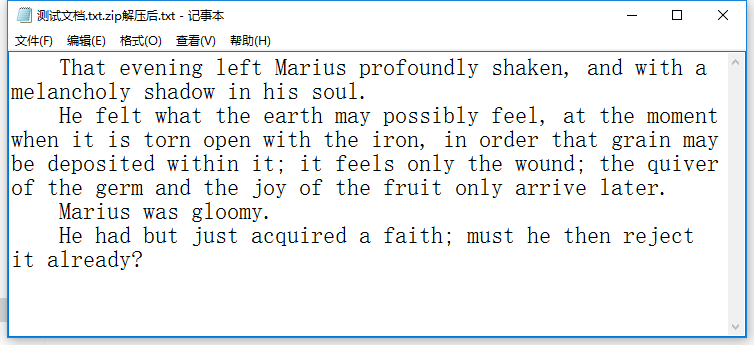 测试文档.txt.zip解压后.txt - 记事本
文件(F) 编辑(E) 格式(O) 查看(V) 帮助(H)
That evening left Marius profoundly shaken, and with a
melancholy shadow in his soul.
He felt what the earth may possibly feel, at the moment
when it is torn open with the iron, in order that grain may
be deposited within it; it feels only the wound; the quiver
of the germ and the joy of the fruit only arrive later.
Marius was gloomy.
He had but just acquired a faith; must he then reject
it already?